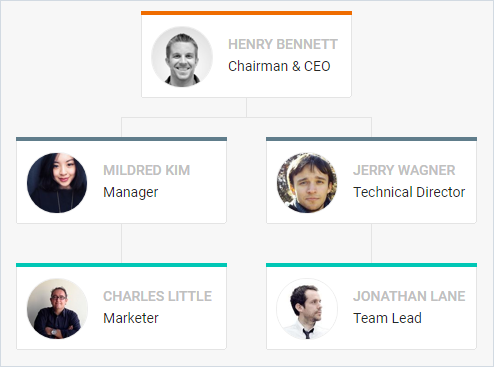 HENRY BENNETT
Chairman & CEO
MILDRED KIM
Manager
JERRY WAGNER
Technical Director
CHARLES LITTLE
Marketer
JONATHAN LANE
Team Lead